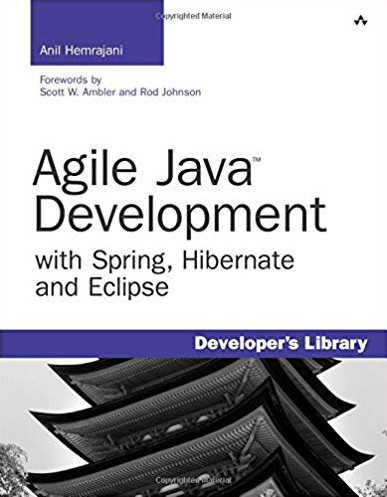 Copyrighted Material
Anil Hemrajani
Forewords by
Scott W. Ambler and Rod Johnson
Agile Java™
Development
with Spring, Hibernate
and Eclipse
Developer's Library
Copyrighted Material